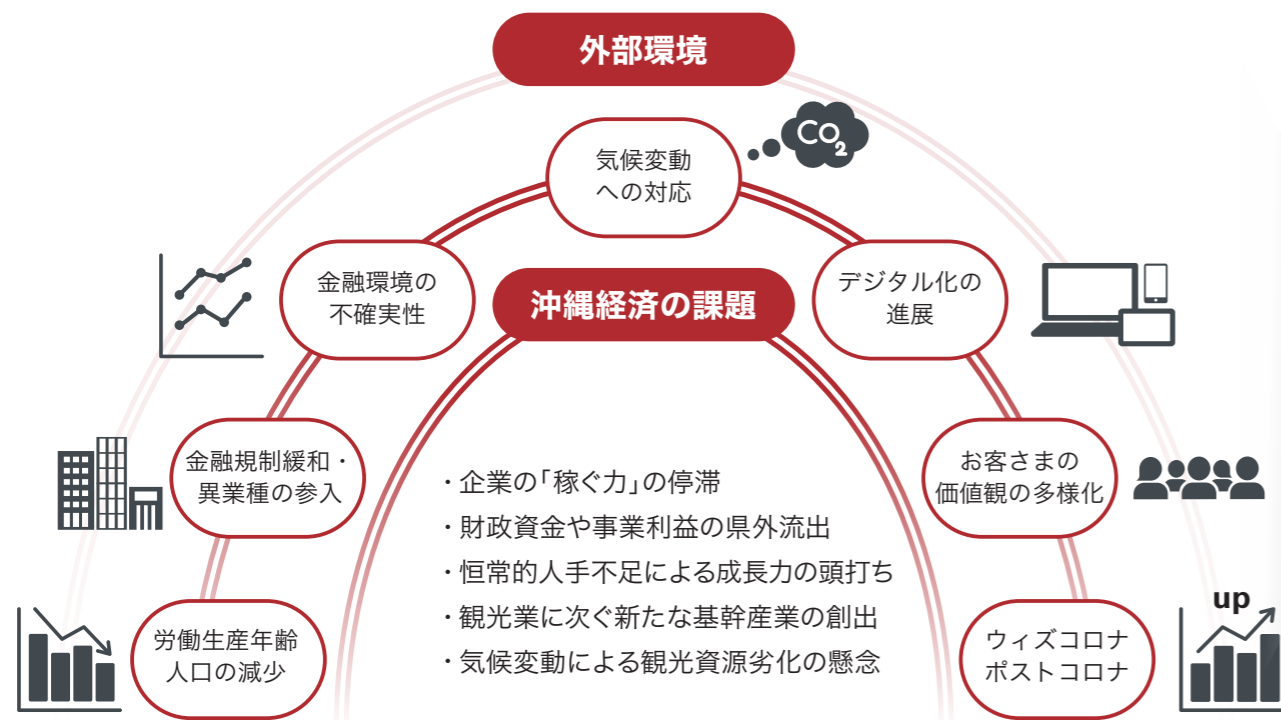 外部環境
CO2
気候変動
への対応
金融環境の
不確実性
デジタル化の
進展
沖縄経済の課題
金融規制緩和・
異業種の参入
お客さまの
価値観の多様化
・企業の「稼ぐ力」の停滞
・財政資金や事業利益の県外流出
・恒常的人手不足による成長力の頭打ち
・観光業に次ぐ新たな基幹産業の創出
・気候変動による観光資源劣化の懸念
労働生産年齢
人口の減少
ウィズコロナ
ポストコロナ
up